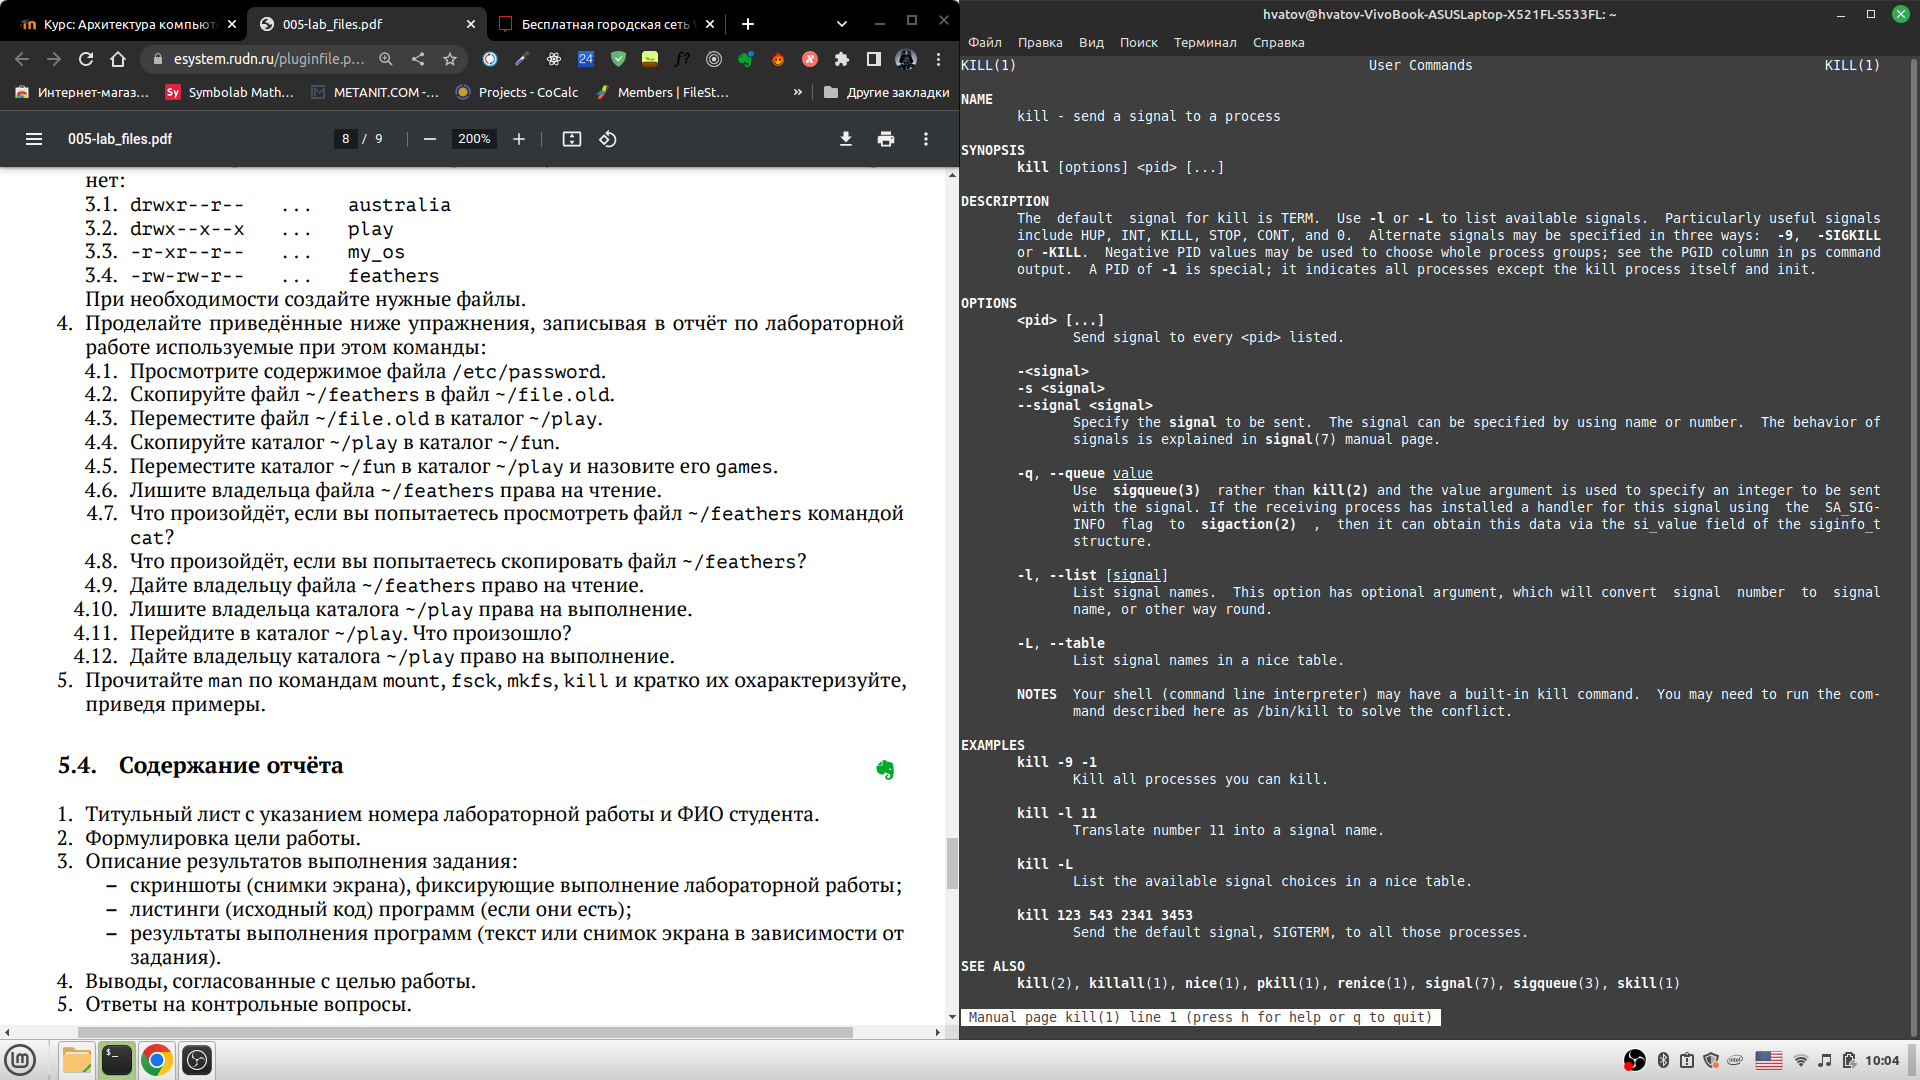 Курс: Архитектура компьют
005-lab_files.pdf
Бесплатная городская сеть
esystem.rudn.ru/pluginfile.p...
24
f?
Интернет-магаз...
Sy Symbolab Math...
METANIT.COM -...
Projects - CoCalc
Members | FileSt...
»
Другие закладки
005-lab_files.pdf
8 / 9
200%
нет:
3.1. drwxr--r-- ... australia
3.2. drwx--x--x ... play
3.3. -r-xr--r-- ... my_os
3.4. -rw-rw-r-- ... feathers
При необходимости создайте нужные файлы.
4. Проделайте приведённые ниже упражнения, записывая в отчёт по лабораторной
работе используемые при этом команды:
4.1. Просмотрите содержимое файла /etc/password.
4.2. Скопируйте файл ~/feathers в файл ~/file.old.
4.3. Переместите файл ~/file.old в каталог ~/play.
4.4. Скопируйте каталог ~/play в каталог ~/fun.
4.5. Переместите каталог ~/fun в каталог ~/play и назовите его games.
4.6. Лишите владельца файла ~/feathers права на чтение.
4.7. Что произойдёт, если вы попытаетесь просмотреть файл ~/feathers командой
cat?
4.8. Что произойдёт, если вы попытаетесь скопировать файл ~/feathers?
4.9. Дайте владельцу файла ~/feathers право на чтение.
4.10. Лишите владельца каталога ~/play права на выполнение.
4.11. Перейдите в каталог ~/play. Что произошло?
4.12. Дайте владельцу каталога ~/play право на выполнение.
5. Прочитайте man по командам mount, fsck, mkfs, kill и кратко их охарактеризуйте,
приведя примеры.
5.4. Содержание отчёта
1. Титульный лист с указанием номера лабораторной работы и ФИО студента.
2. Формулировка цели работы.
3. Описание результатов выполнения задания:
– скриншоты (снимки экрана), фиксирующие выполнение лабораторной работы;
– листинги (исходный код) программ (если они есть);
– результаты выполнения программ (текст или снимок экрана в зависимости от
задания).
4. Выводы, согласованные с целью работы.
5. Ответы на контрольные вопросы.
hvatov@hvatov-VivoBook-ASUSLaptop-X521FL-S533FL: ~
Файл Правка Вид Поиск Терминал Справка
KILL(1) User Commands KILL(1)
NAME
kill - send a signal to a process
SYNOPSIS
kill [options] <pid> [...]
DESCRIPTION
The default signal for kill is TERM. Use -l or -L to list available signals. Particularly useful signals
include HUP, INT, KILL, STOP, CONT, and 0. Alternate signals may be specified in three ways: -9, -SIGKILL
or -KILL. Negative PID values may be used to choose whole process groups; see the PGID column in ps command
output. A PID of -1 is special; it indicates all processes except the kill process itself and init.
OPTIONS
<pid> [...]
Send signal to every <pid> listed.
-<signal>
-s <signal>
--signal <signal>
Specify the signal to be sent. The signal can be specified by using name or number. The behavior of
signals is explained in signal(7) manual page.
-q, --queue value
Use sigqueue(3) rather than kill(2) and the value argument is used to specify an integer to be sent
with the signal. If the receiving process has installed a handler for this signal using the SA_SIG-
INFO flag to sigaction(2) , then it can obtain this data via the si_value field of the siginfo_t
structure.
-l, --list [signal]
List signal names. This option has optional argument, which will convert signal number to signal
name, or other way round.
-L, --table
List signal names in a nice table.
NOTES Your shell (command line interpreter) may have a built-in kill command. You may need to run the com-
mand described here as /bin/kill to solve the conflict.
EXAMPLES
kill -9 -1
Kill all processes you can kill.
kill -l 11
Translate number 11 into a signal name.
kill -L
List the available signal choices in a nice table.
kill 123 543 2341 3453
Send the default signal, SIGTERM, to all those processes.
SEE ALSO
kill(2), killall(1), nice(1), pkill(1), renice(1), signal(7), sigqueue(3), skill(1)
Manual page kill(1) line 1 (press h for help or q to quit)
10:04